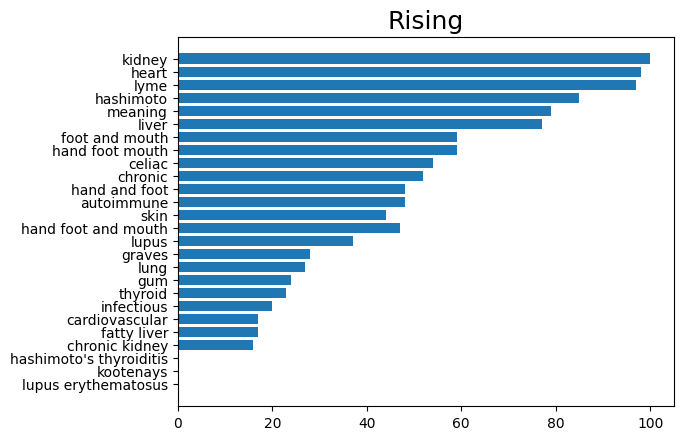 Rising
kidney
heart
lyme
hashimoto
meaning
liver
foot and mouth
hand foot mouth
celiac
chronic
hand and foot
autoimmune
skin
hand foot and mouth
lupus
graves
lung
gum
thyroid
infectious
cardiovascular
fatty liver
chronic kidney
hashimoto's thyroiditis
kootenays
lupus erythematosus
0 20 40 60 80 100